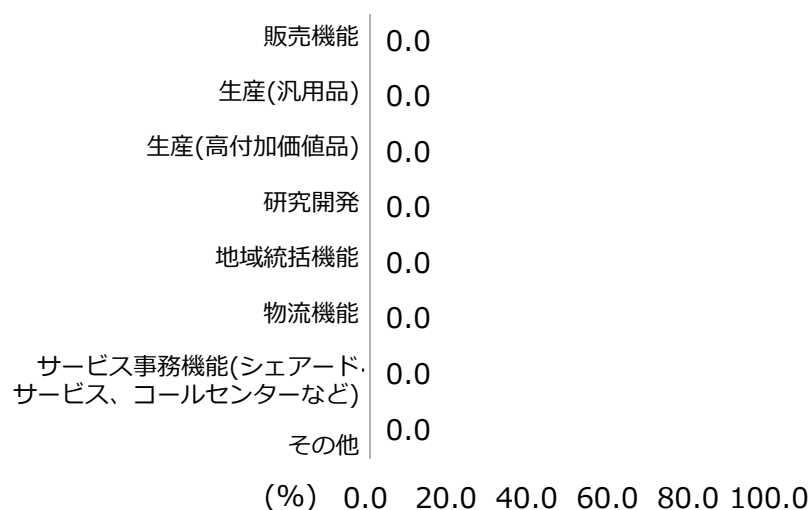 販売機能 0.0
生産(汎用品) 0.0
生産(高付加価値品) 0.0
研究開発 0.0
地域統括機能 0.0
物流機能 0.0
サービス事務機能(シェアード.
サービス、コールセンターなど) 0.0
その他 0.0
(%) 0.0 20.0 40.0 60.0 80.0 100.0